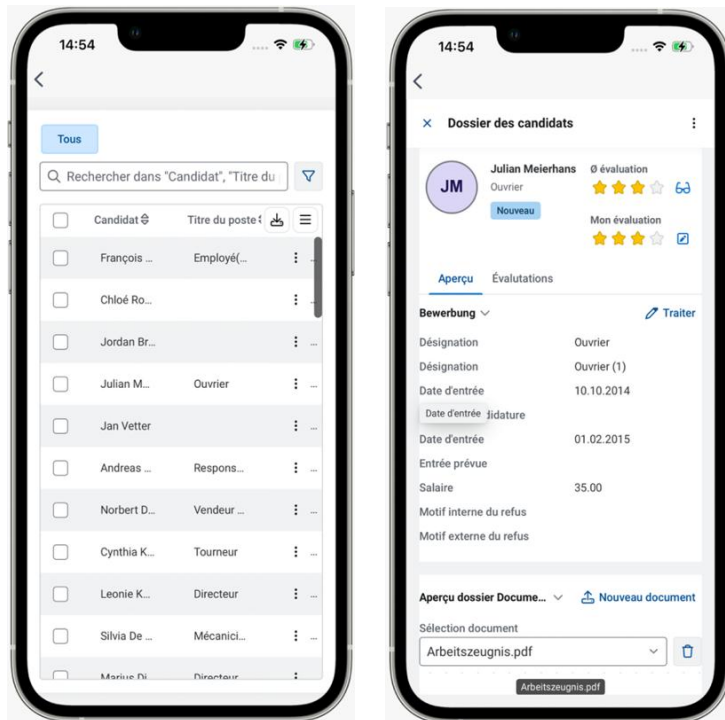 14:54
Tous
Rechercher dans "Candidat", "Titre du
Candidat Titre du poste
François ... Employé(...
Chloé Ro...
Jordan Br...
Julian M... Ouvrier
Jan Vetter
Andreas ... Respons...
Norbert D... Vendeur ...
Cynthia K... Tourneur
Leonie K... Directeur
Silvia De ... Mécanici...
Marius Di Directeur
14:54
Dossier des candidats
JM
Julian Meierhans
Ouvrier
Nouveau
Ø évaluation
Mon évaluation
Aperçu Évalutations
Bewerbung Traiter
Désignation Ouvrier
Désignation Ouvrier (1)
Date d'entrée 10.10.2014
Date d'entrée didature
Date d'entrée 01.02.2015
Entrée prévue
Salaire 35.00
Motif interne du refus
Motif externe du refus
Aperçu dossier Docume... Nouveau document
Sélection document
Arbeitszeugnis.pdf
Arbeitszeugnis.pdf